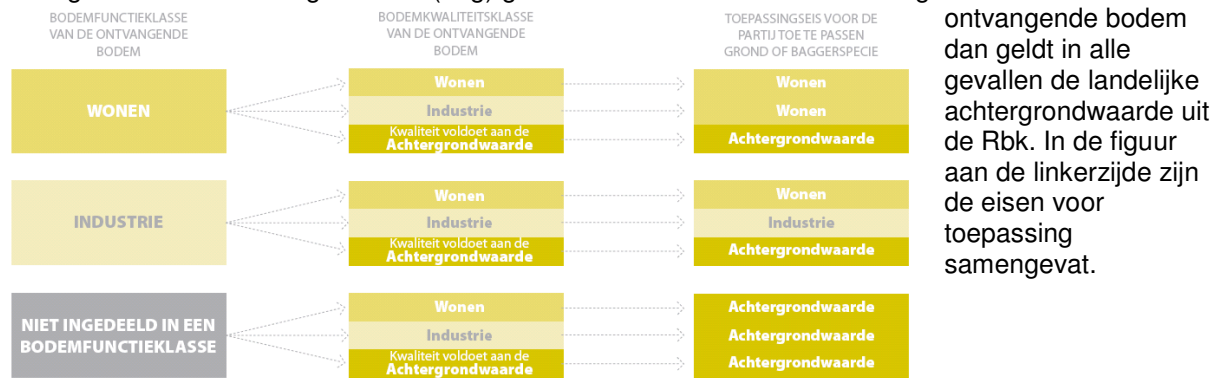 BODEMFUNCTIEKLASSE
VAN DE ONTVANGENDE
BODEM
BODEMKWALITEITSKLASSE
VAN DE ONTVANGENDE
BODEM
TOEPASSINGSEIS VOOR DE
PARTIJ TOE TE PASSEN
GROND OF BAGGERSPECIE
WONEN
Wonen
Industrie
Kwaliteit voldoet aan de
Achtergrondwaarde
Wonen
Wonen
Achtergrondwaarde
INDUSTRIE
Wonen
Industrie
Kwaliteit voldoet aan de
Achtergrondwaarde
Wonen
Industrie
Achtergrondwaarde
NIET INGEDEELD IN EEN
BODEMFUNCTIEKLASSE
Wonen
Industrie
Kwaliteit voldoet aan de
Achtergrondwaarde
Achtergrondwaarde
Achtergrondwaarde
Achtergrondwaarde
ontvangende bodem
dan geldt in alle
gevallen de landelijke
achtergrondwaarde uit
de Rbk. In de figuur
aan de linkerzijde zijn
de eisen voor
toepassing
samengevat.